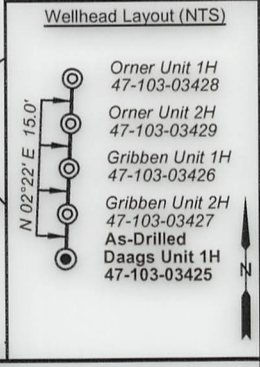 Wellhead Layout (NTS)
Orner Unit 1H
47-103-03428
Orner Unit 2H
47-103-03429
Gribben Unit 1H
47-103-03426
Gribben Unit 2H
47-103-03427
As-Drilled
Daags Unit 1H
47-103-03425
N 02°22' E 15.0'
N